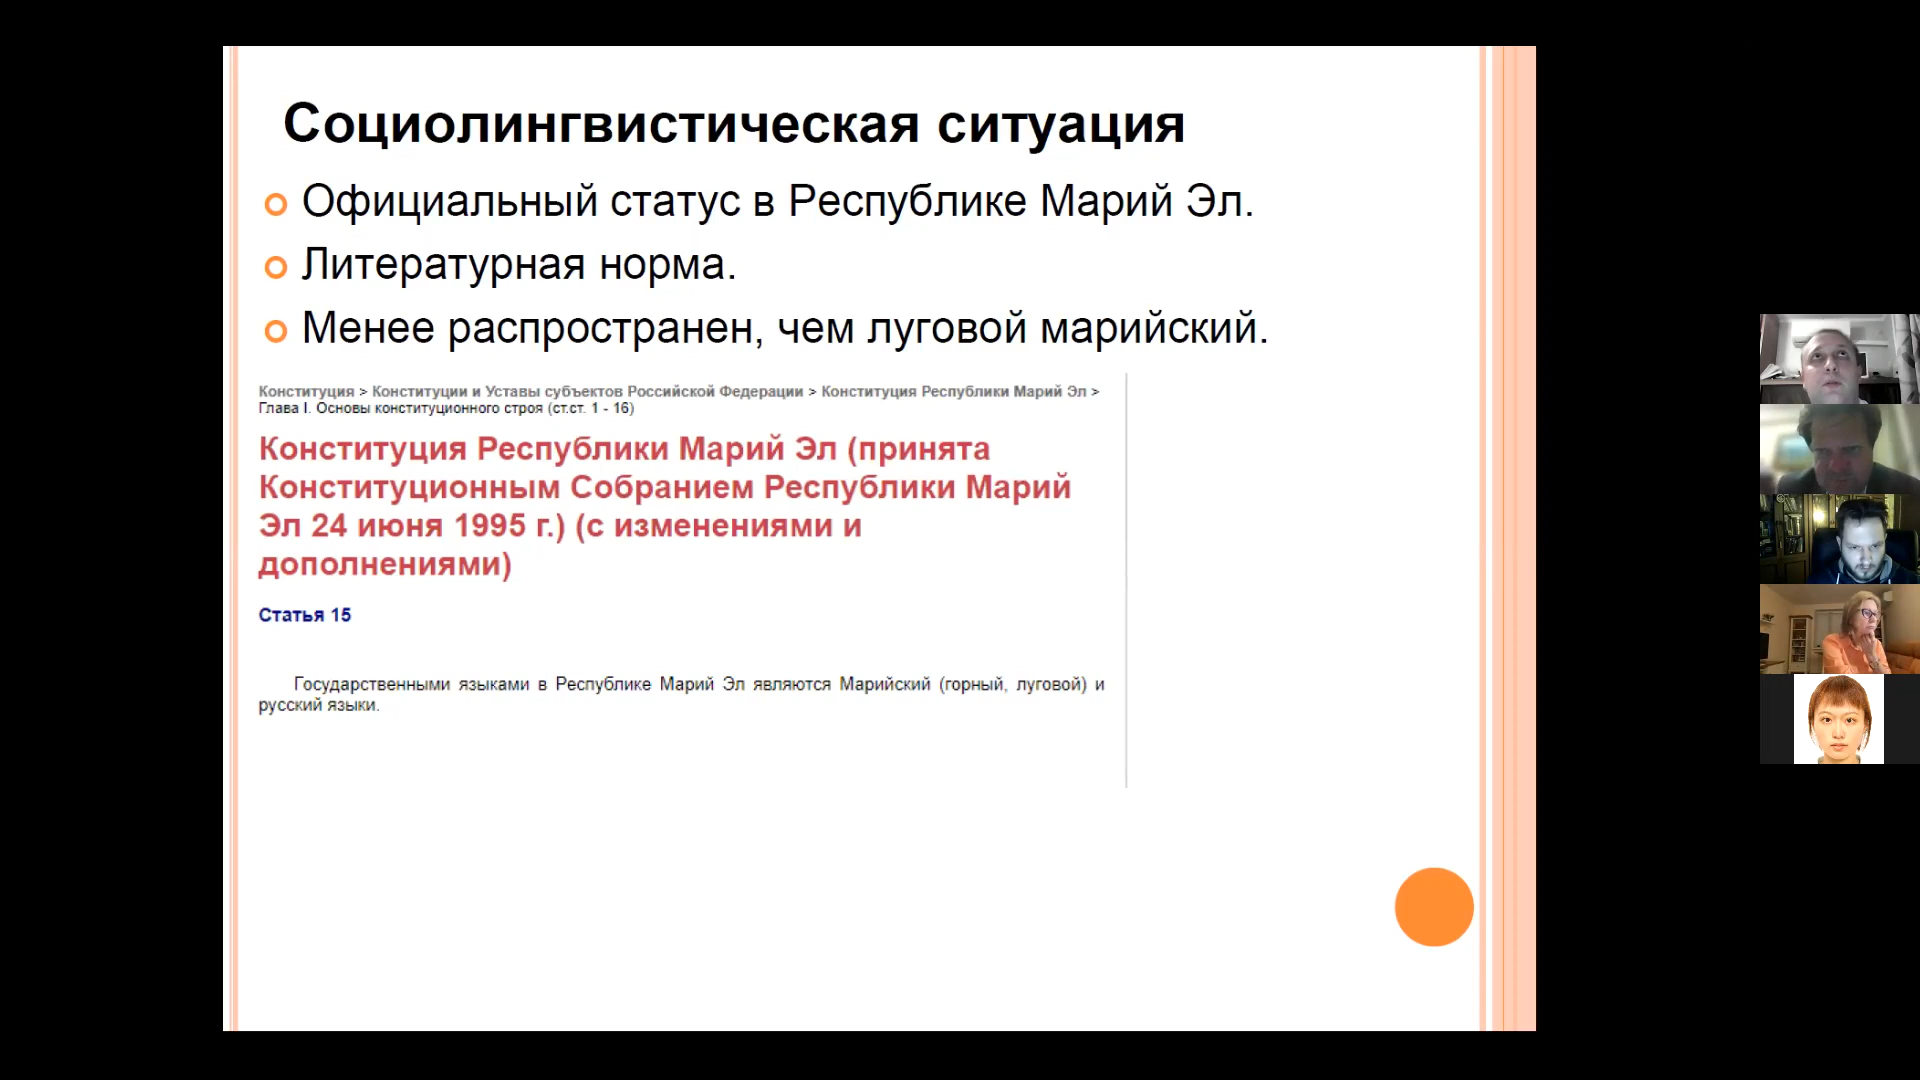 Социолингвистическая ситуация
Официальный статус в Республике Марий Эл.
Литературная норма.
Менее распространен, чем луговой марийский.
Конституция > Конституции и Уставы субъектов Российской Федерации > Конституция Республики Марий Эл >
Глава I. Основы конституционного строя (ст.ст. 1 - 16)
Конституция Республики Марий Эл (принята
Конституционным Собранием Республики Марий
Эл 24 июня 1995 г.) (с изменениями и
дополнениями)
Статья 15
Государственными языками в Республике Марий Эл являются Марийский (горный, луговой) и
русский языки.